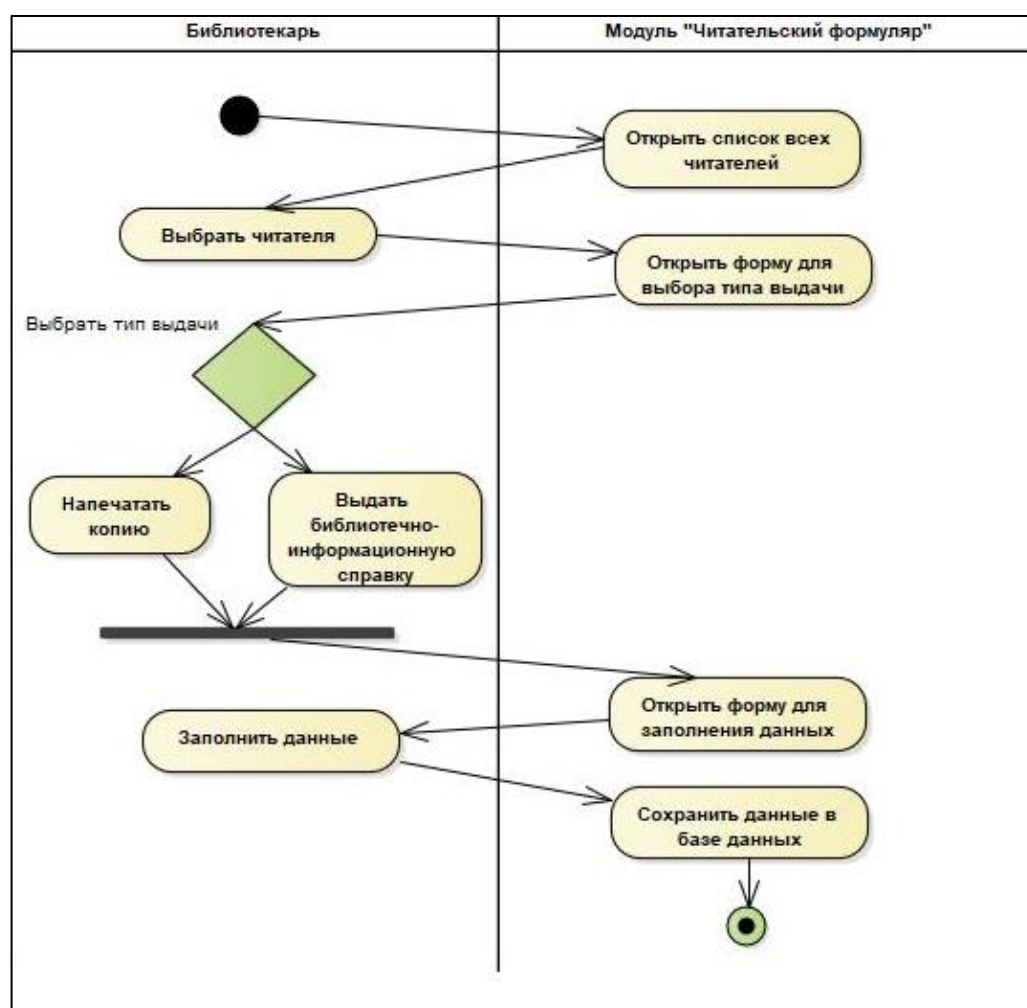 Библиотекарь
Модуль "Читательский формуляр"
Открыть список всех
читателей
Выбрать читателя
Открыть форму для
выбора типа выдачи
Выбрать тип выдачи
Напечатать
копию
Выдать
библиотечно-
информационную
справку
Открыть форму для
заполнения данных
Заполнить данные
Сохранить данные в
базе данных